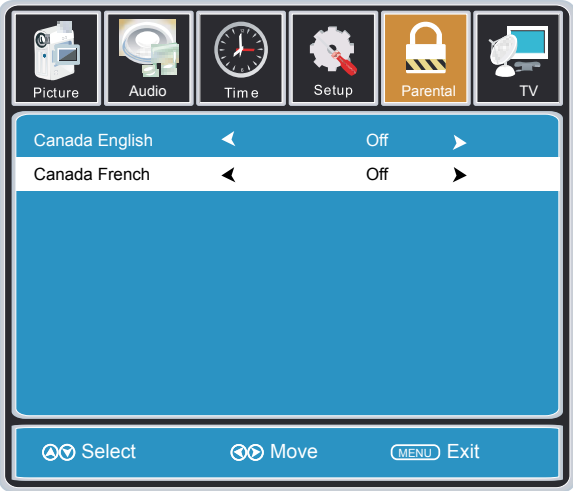 Picture Audio Time Setup Parental TV
Canada English Off
Canada French Off
Select Move MENU Exit